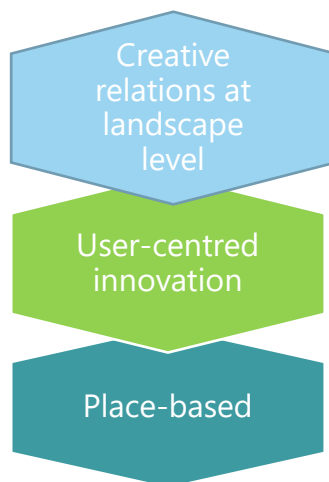 Creative
relations at
landscape
level
User-centred
innovation
Place-based